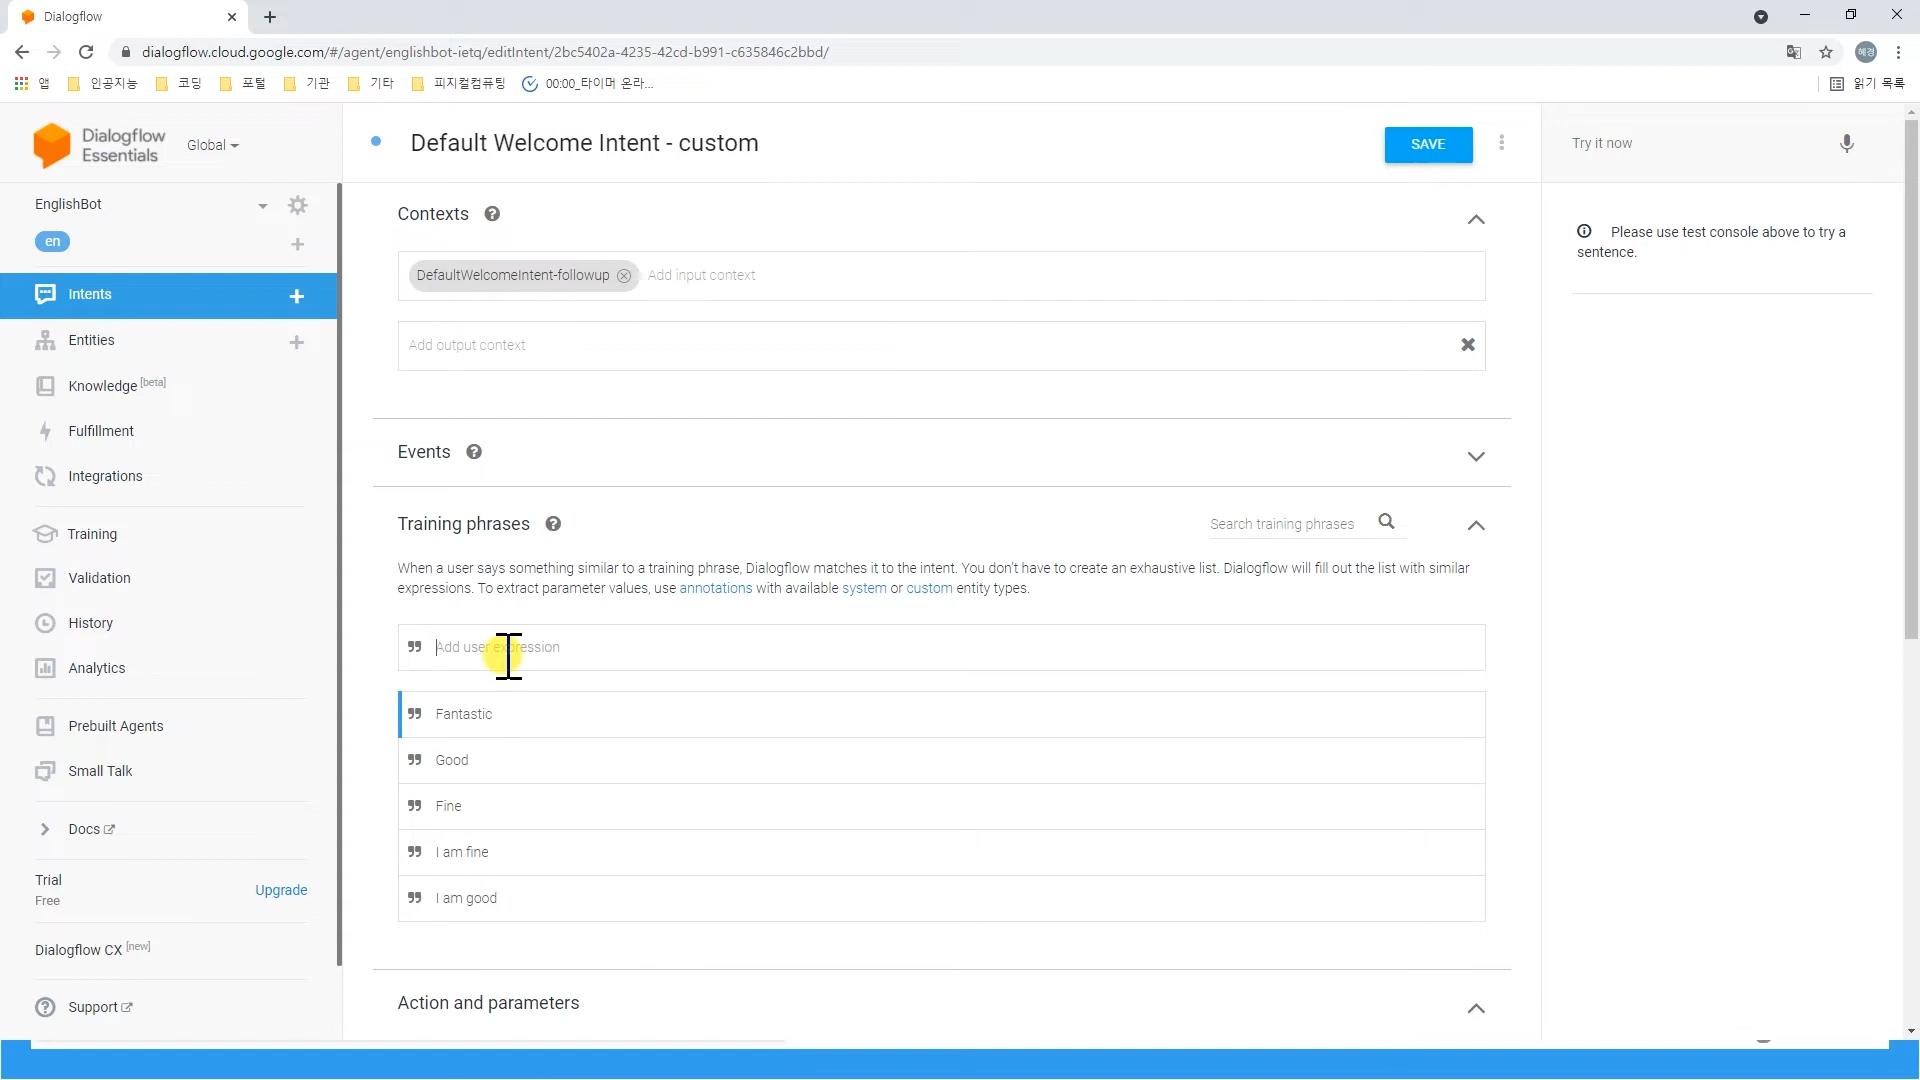 Dialogflow
dialogflow.cloud.google.com/#/agent/englishbot-ietq/editIntent/2bc5402a-4235-42cd-b991-c635846c2bbd/
혜경
앱 인공지능 코딩 포털 기관 기타 피지컬컴퓨팅 00:00_타이머 온라... 읽기 목록
Dialogflow
Essentials
Global
Default Welcome Intent - custom
SAVE
Try it now
EnglishBot
en
Intents
Entities
Knowledge [beta]
Fulfillment
Integrations
Training
Validation
History
Analytics
Prebuilt Agents
Small Talk
Docs
Trial
Free
Upgrade
Dialogflow CX [new]
Support
Contexts
DefaultWelcomeIntent-followup Add input context
Add output context
Events
Training phrases
Search training phrases
When a user says something similar to a training phrase, Dialogflow matches it to the intent. You don't have to create an exhaustive list. Dialogflow will fill out the list with similar
expressions. To extract parameter values, use annotations with available system or custom entity types.
Add user expression
Fantastic
Good
Fine
I am fine
I am good
Action and parameters
Please use test console above to try a
sentence.